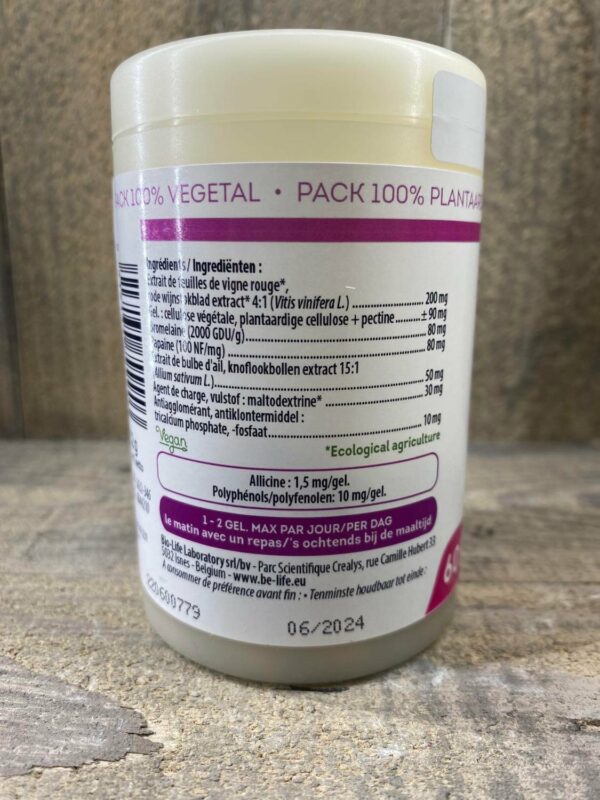 PACK 100% VEGETAL • PACK 100% PLANTAAR
Ingrédients / Ingrediënten :
Extrait de feuilles de vigne rouge*,
rode wijnstokblad extract* 4:1 (Vitis vinifera L.) .......... 200 mg
Gel. : cellulose végétale, plantaardige cellulose + pectine .......... ± 90 mg
Bromelaïne (2000 GDU/g) .......... 80 mg
Papaïne (100 NF/mg) .......... 80 mg
Extrait de bulbe d'ail, knoflookbollen extract 15:1
(Allium sativum L.) .......... 50 mg
Agent de charge, vulstof : maltodextrine* .......... 30 mg
Antiagglomérant, antiklontermiddel :
tricalcium phosphate, -fosfaat .......... 10 mg
Vegan
*Ecological agriculture
Allicine : 1,5 mg/gel.
Polyphénols/polyfenolen: 10 mg/gel.
1 - 2 GEL. MAX PAR JOUR/PER DAG
le matin avec un repas/'s ochtends bij de maaltijd
Bio-Life Laboratory srl/bv - Parc Scientifique Crealys, rue Camille Hubert 33
5032 Isnes - Belgium - www.be-life.eu
A consommer de préférence avant fin : • Tenminste houdbaar tot einde :
220600779
06/2024
60